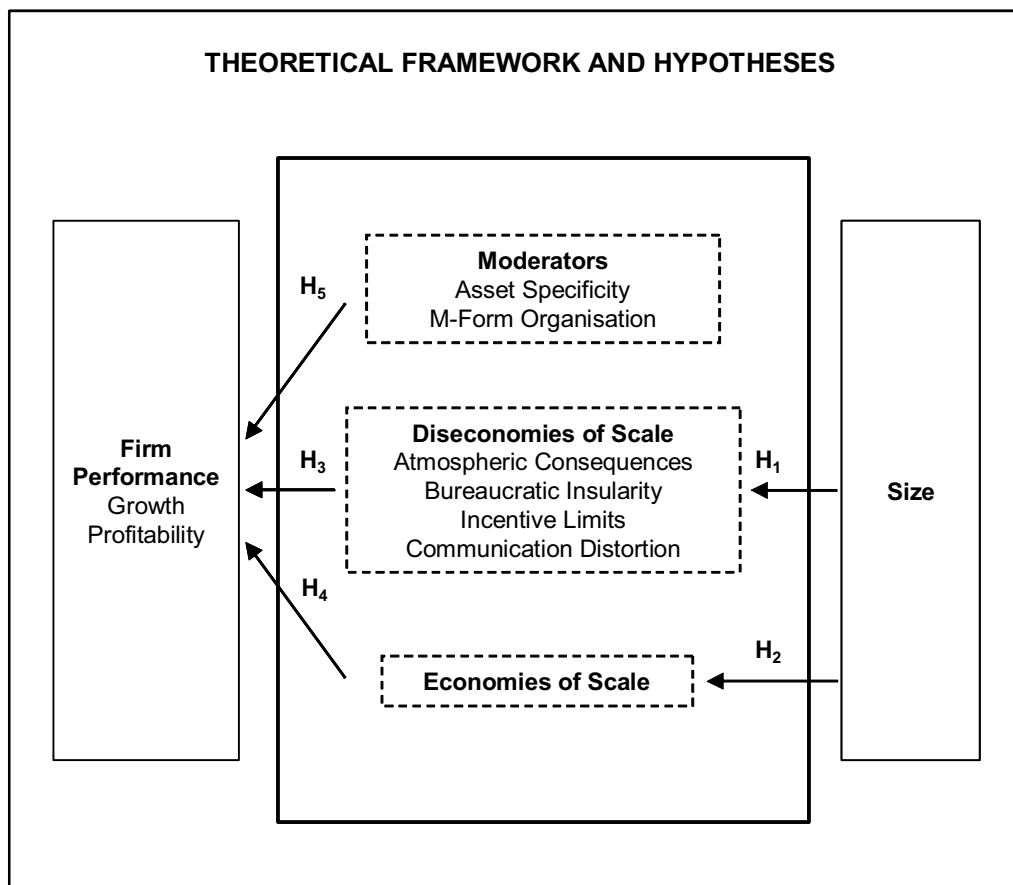 THEORETICAL FRAMEWORK AND HYPOTHESES
Moderators
Asset Specificity
M-Form Organisation
H5
Diseconomies of Scale
Atmospheric Consequences
Bureaucratic Insularity
Incentive Limits
Communication Distortion
H3
H1
Firm
Performance
Growth
Profitability
Size
H4
H2
Economies of Scale